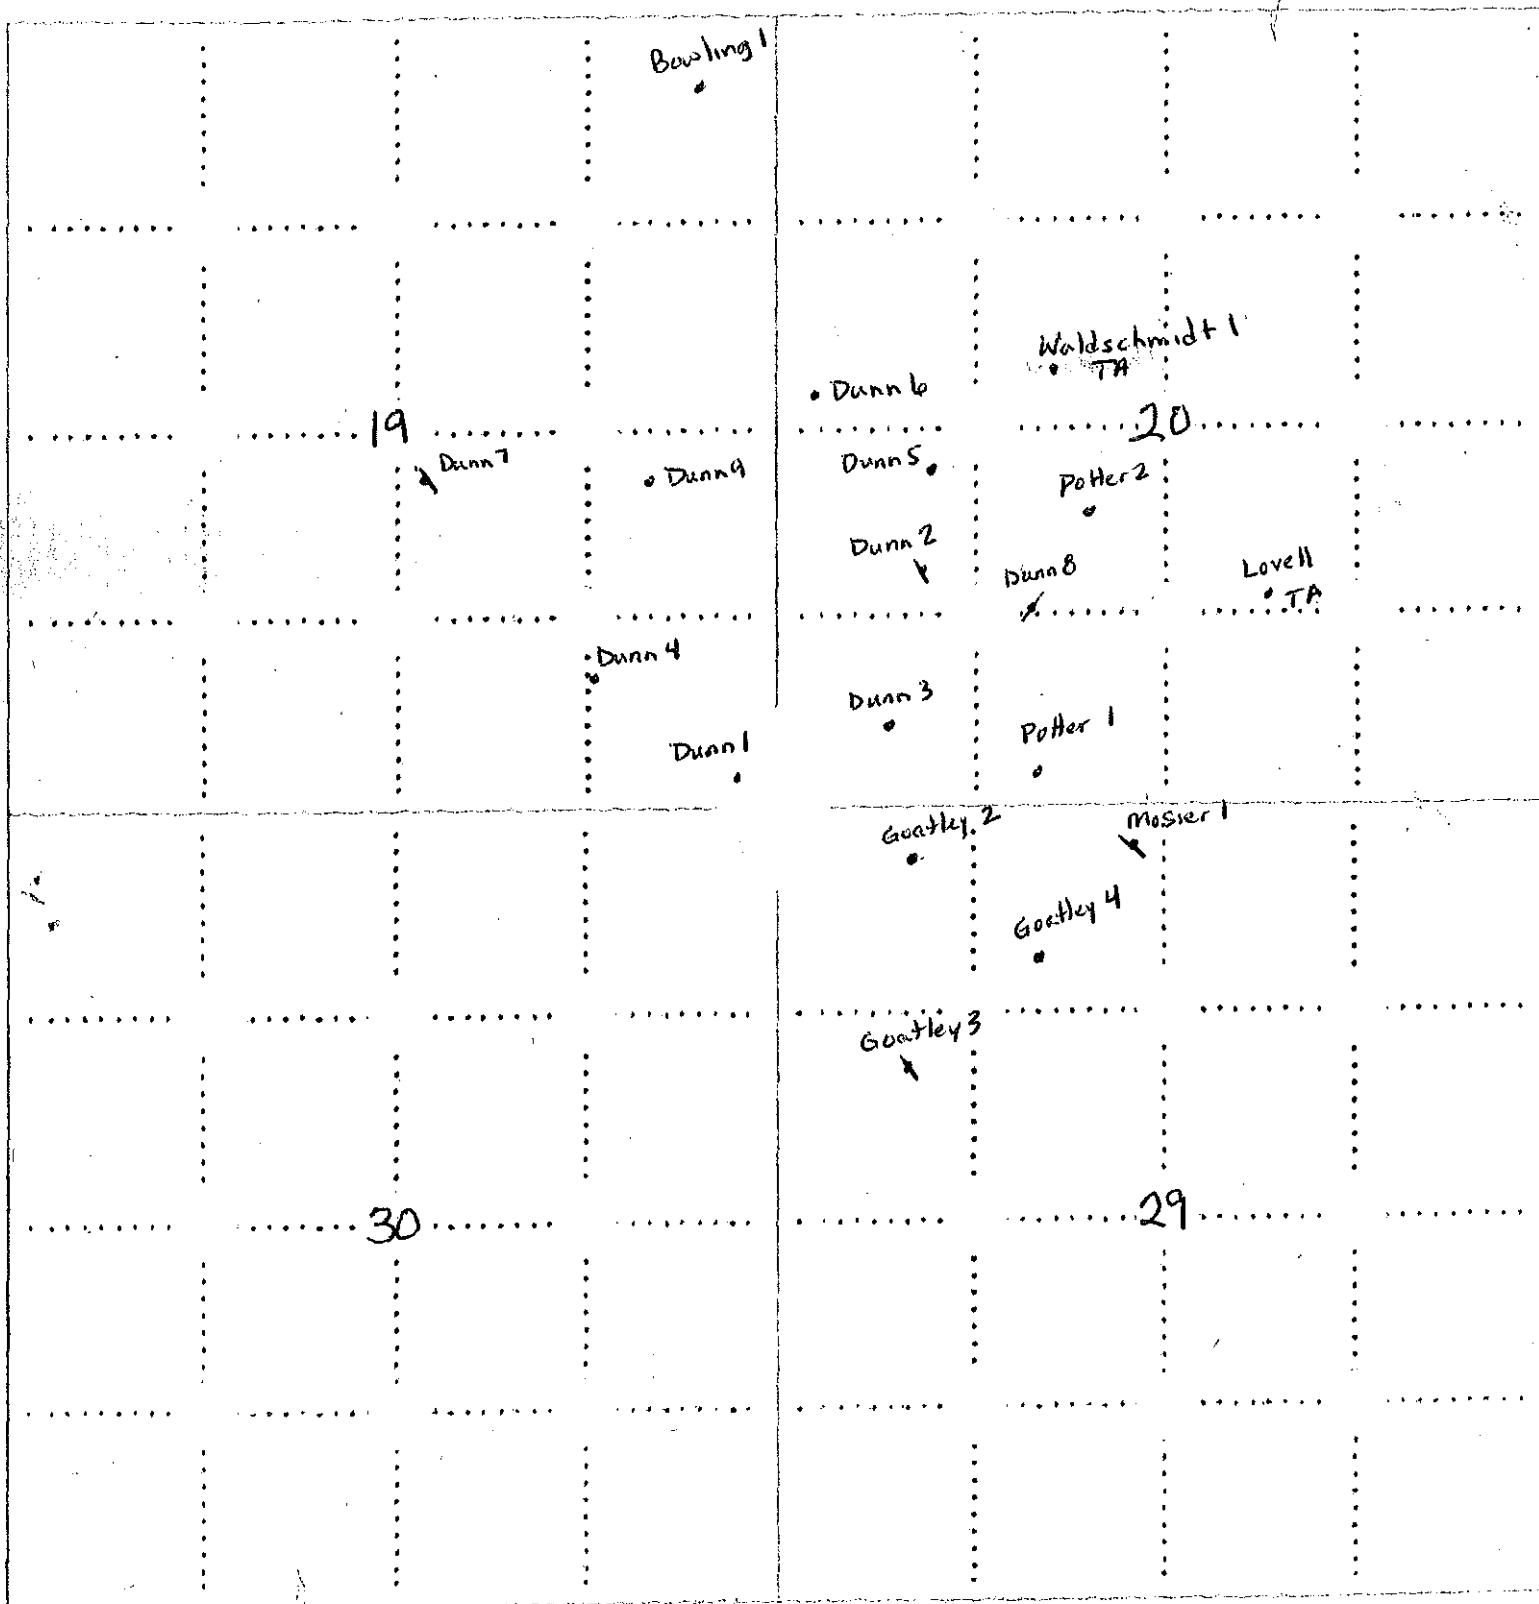 Bowling 1
Waldschmidt 1
TA
Dunn 6
19
20
Dunn 7
Dunn 9
Dunn 5
Potter 2
Dunn 2
Dunn 8
Lovell
TA
Dunn 4
Dunn 3
Potter 1
Dunn 1
Goatley 2
Mosier 1
Goatley 4
Goatley 3
30
29